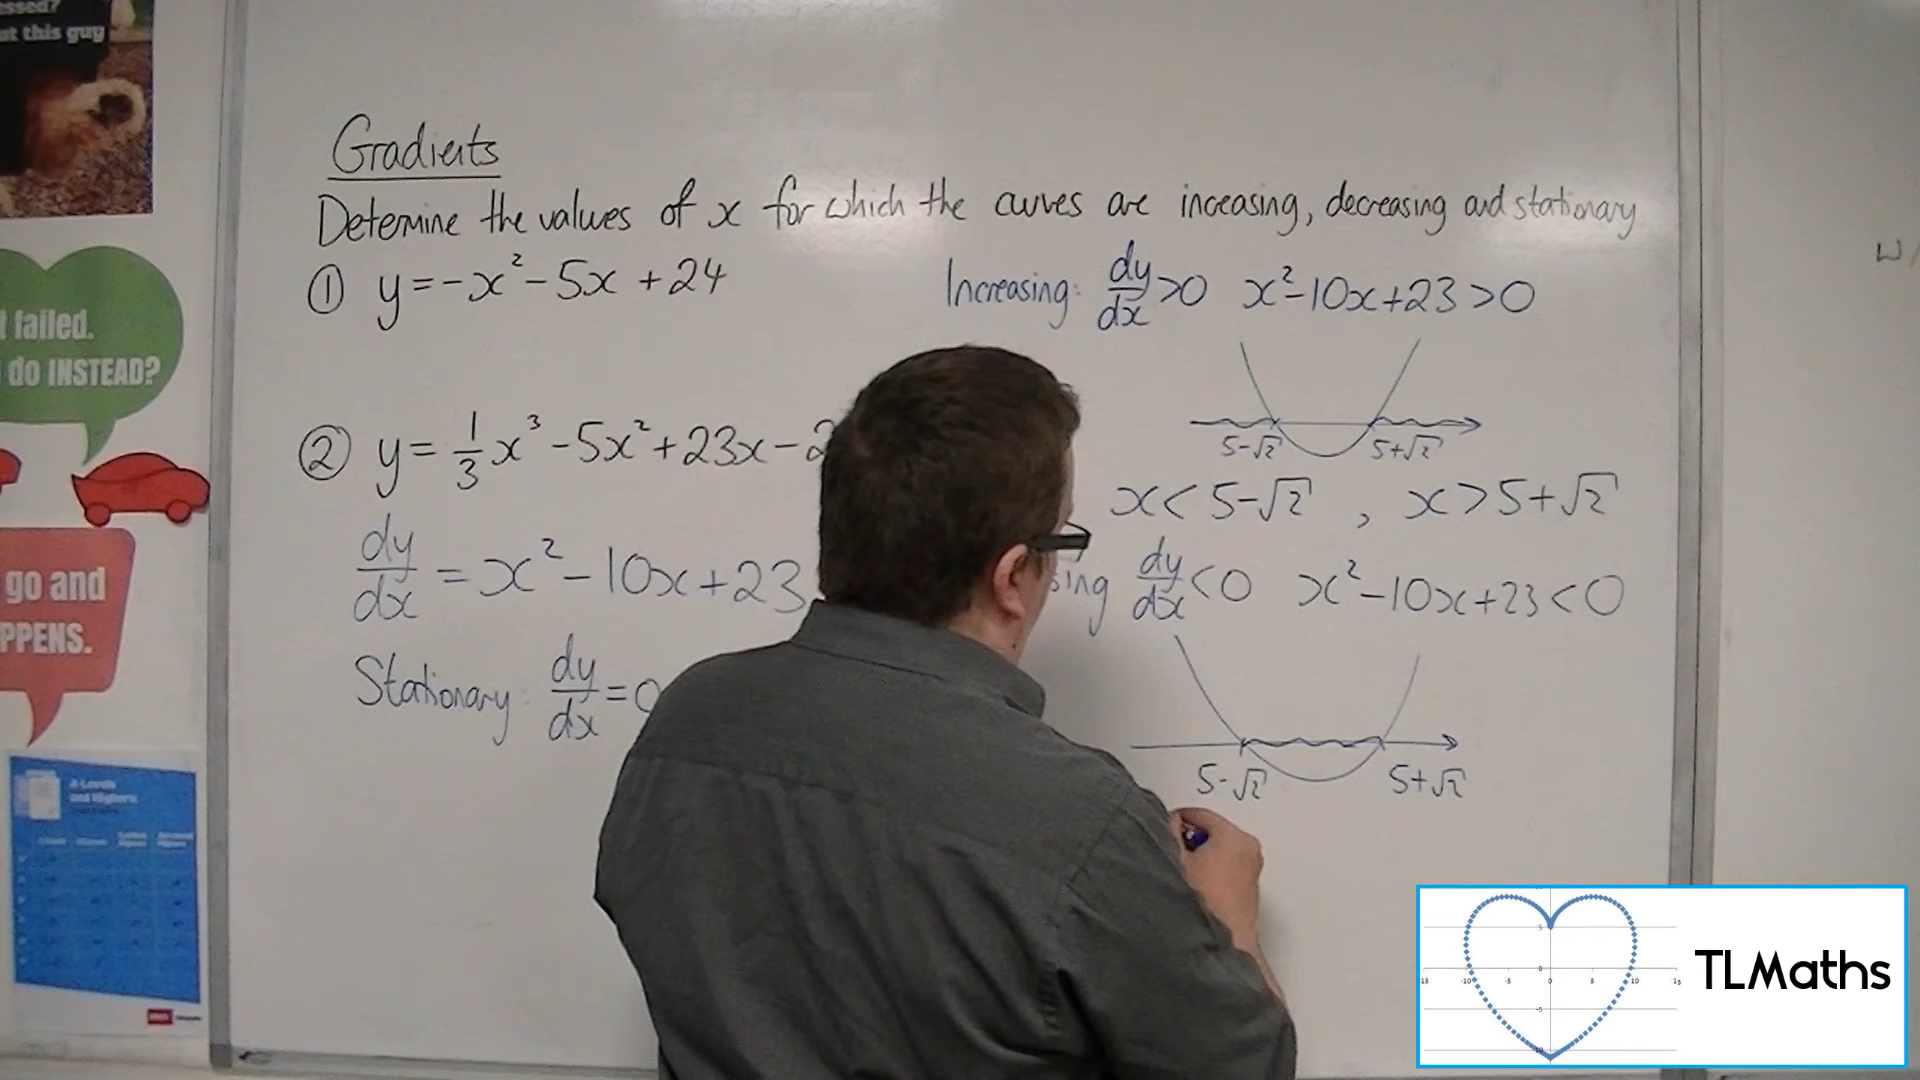 Gradients
Determine the values of x for which the curves are increasing, decreasing and stationary
① y = -x² - 5x + 24
② y = 1/3 x³ - 5x² + 23x -
dy/dx = x² - 10x + 23
Stationary: dy/dx = 0
Increasing: dy/dx > 0 x² - 10x + 23 > 0
5-√2 5+√2
x < 5-√2 , x > 5+√2
sing dy/dx < 0 x² - 10x + 23 < 0
5-√2 5+√2
this guy
failed.
do INSTEAD?
go and
PPENS.
A-Levels
and Highers
TLMaths